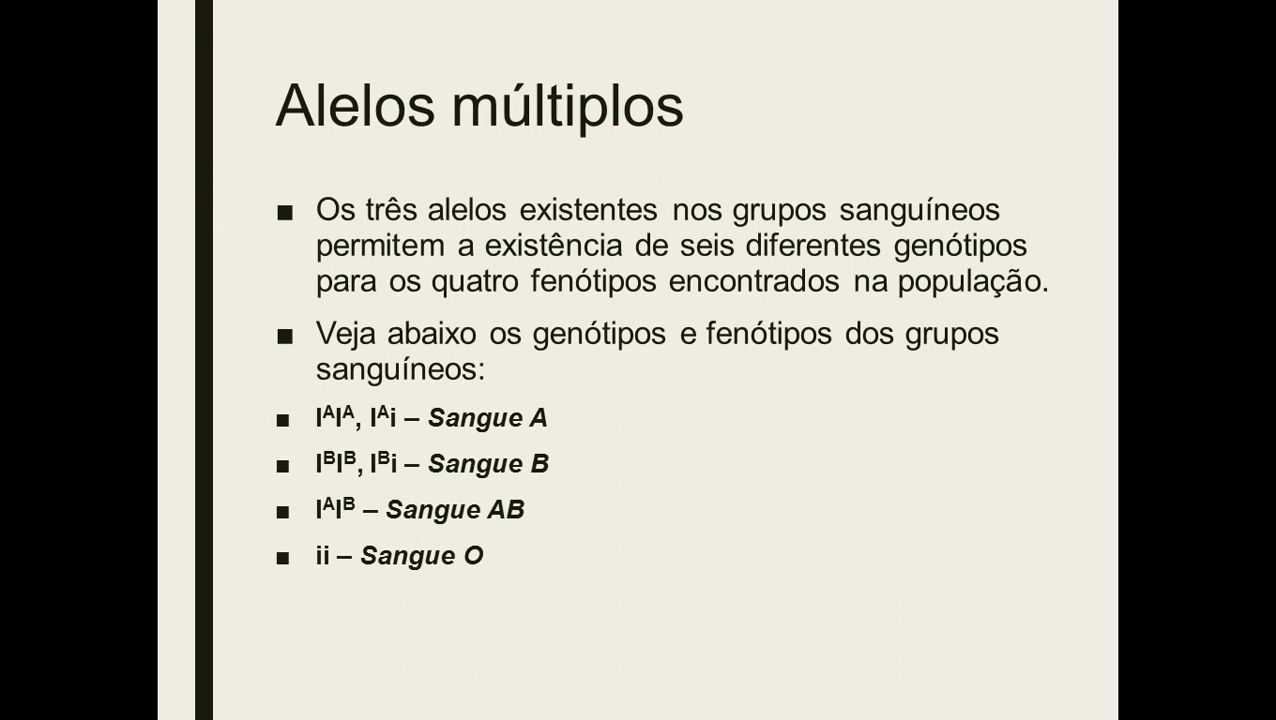 Alelos múltiplos
■ Os três alelos existentes nos grupos sanguíneos
permitem a existência de seis diferentes genótipos
para os quatro fenótipos encontrados na população.
■ Veja abaixo os genótipos e fenótipos dos grupos
sanguíneos:
■ IᴬIᴬ, Iᴬi – Sangue A
■ IᴮIᴮ, Iᴮi – Sangue B
■ IᴬIᴮ – Sangue AB
■ ii – Sangue O